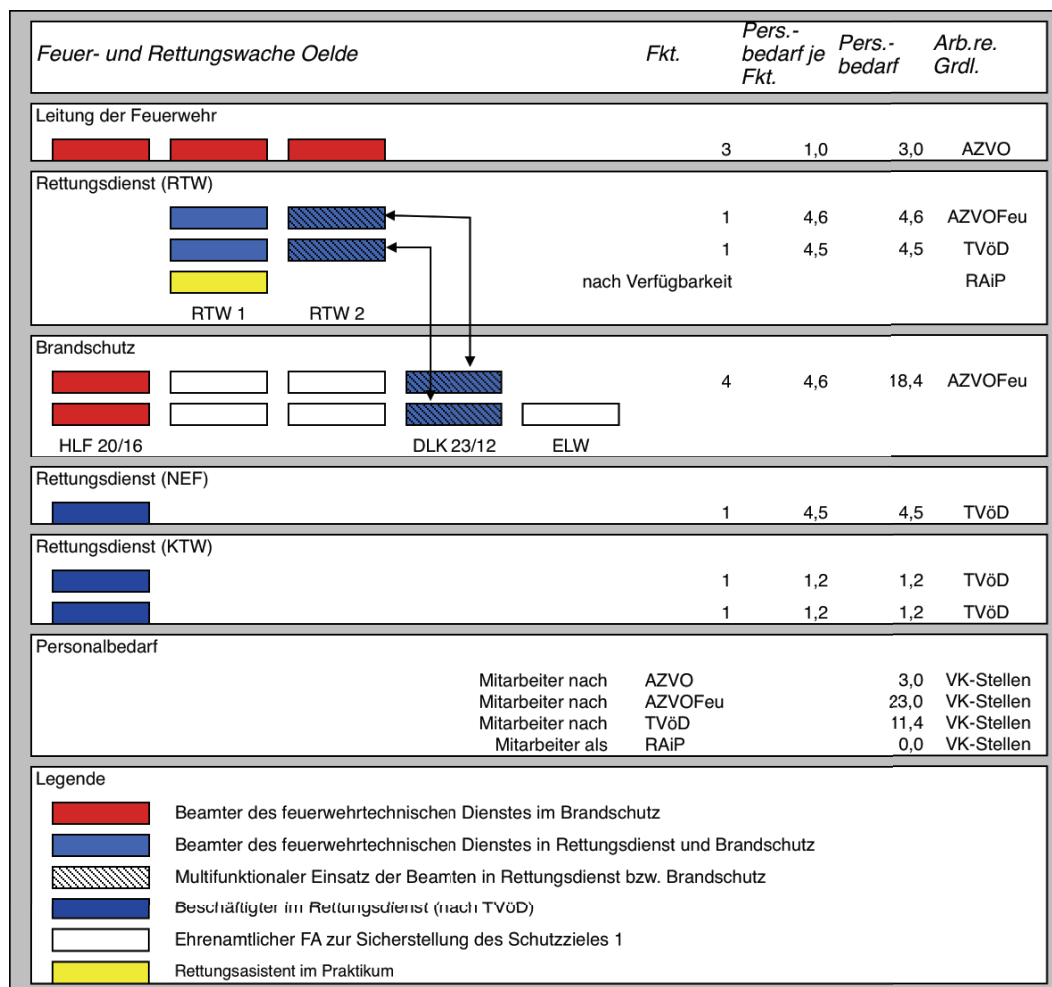 Feuer- und Rettungswache Oelde Fkt. Pers.-bedarf je Fkt. Pers.-bedarf Arb.re. Grdl.
Leitung der Feuerwehr
3 1,0 3,0 AZVO
Rettungsdienst (RTW)
1 4,6 4,6 AZVOFeu
1 4,5 4,5 TVöD
nach Verfügbarkeit RAiP
RTW 1 RTW 2
Brandschutz
4 4,6 18,4 AZVOFeu
HLF 20/16 DLK 23/12 ELW
Rettungsdienst (NEF)
1 4,5 4,5 TVöD
Rettungsdienst (KTW)
1 1,2 1,2 TVöD
1 1,2 1,2 TVöD
Personalbedarf
Mitarbeiter nach AZVO 3,0 VK-Stellen
Mitarbeiter nach AZVOFeu 23,0 VK-Stellen
Mitarbeiter nach TVöD 11,4 VK-Stellen
Mitarbeiter als RAiP 0,0 VK-Stellen
Legende
Beamter des feuerwehrtechnischen Dienstes im Brandschutz
Beamter des feuerwehrtechnischen Dienstes in Rettungsdienst und Brandschutz
Multifunktionaler Einsatz der Beamten in Rettungsdienst bzw. Brandschutz
Beschäftigter im Rettungsdienst (nach TVöD)
Ehrenamtlicher FA zur Sicherstellung des Schutzzieles 1
Rettungsasistent im Praktikum